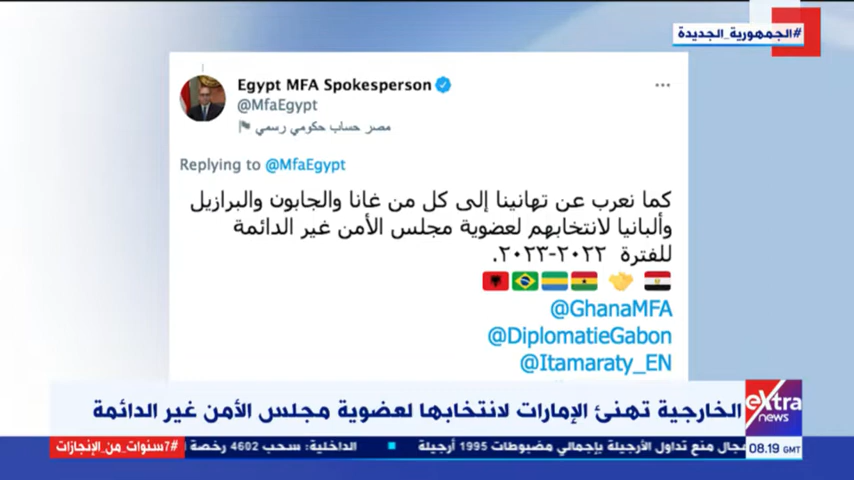 #الجمهورية_الجديدة
Egypt MFA Spokesperson
@MfaEgypt
مصر حساب حكومي رسمي
Replying to @MfaEgypt
كما نعرب عن تهانينا إلى كل من غانا والجابون والبرازيل
وألبانيا لانتخابهم لعضوية مجلس الأمن غير الدائمة
للفترة ٢٠٢٢-٢٠٢٣.
@GhanaMFA
@DiplomatieGabon
@Itamaraty_EN
الخارجية تهنئ الإمارات لانتخابها لعضوية مجلس الأمن غير الدائمة
eXtra
news
08.19 GMT
جال منع تداول الأرجيلة بإجمالي مضبوطات 1995 أرجيلة
الداخلية: سحب 4602 رخصة
#7سنوات_من_الإنجازات